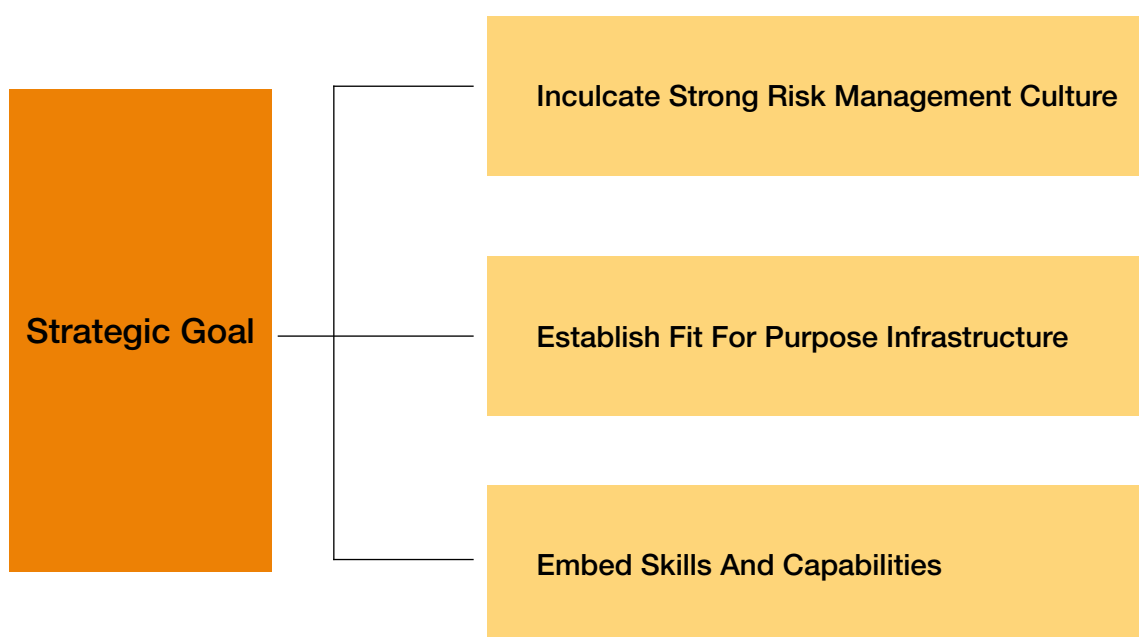 Inculcate Strong Risk Management Culture
Strategic Goal
Establish Fit For Purpose Infrastructure
Embed Skills And Capabilities